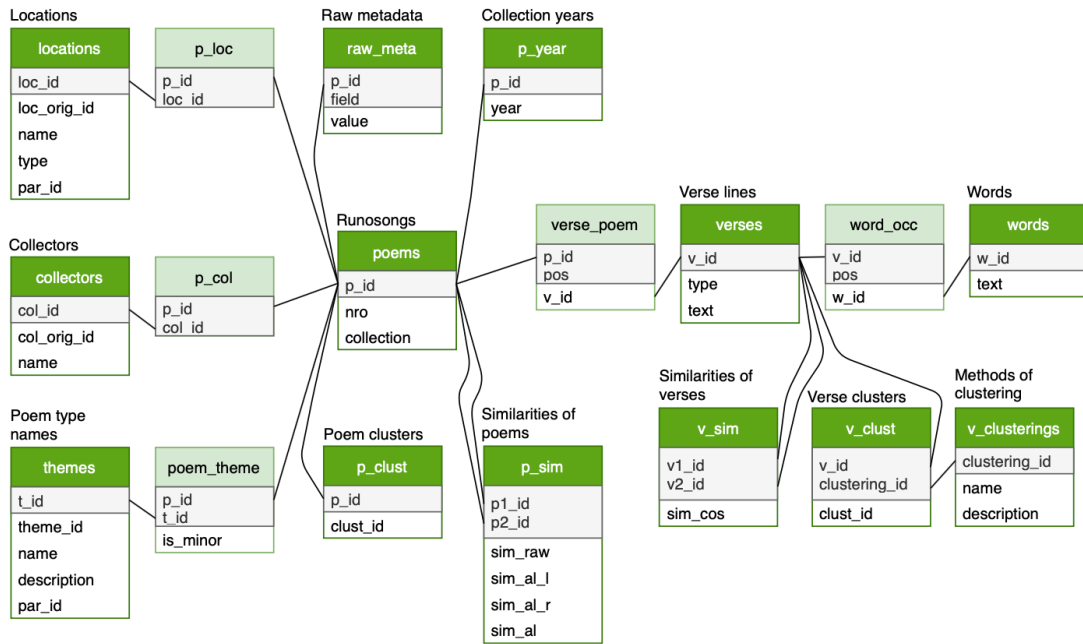 Locations
locations
loc_id
loc_orig_id
name
type
par_id
p_loc
p_id
loc_id
Raw metadata
raw_meta
p_id
field
value
Collection years
p_year
p_id
year
Collectors
collectors
col_id
col_orig_id
name
p_col
p_id
col_id
Runosongs
poems
p_id
nro
collection
verse_poem
p_id
pos
v_id
Verse lines
verses
v_id
type
text
word_occ
v_id
pos
w_id
Words
words
w_id
text
Poem type
names
themes
t_id
theme_id
name
description
par_id
poem_theme
p_id
t_id
is_minor
Poem clusters
p_clust
p_id
clust_id
Similarities of
poems
p_sim
p1_id
p2_id
sim_raw
sim_al_l
sim_al_r
sim_al
Similarities of
verses
v_sim
v1_id
v2_id
sim_cos
Verse clusters
v_clust
v_id
clustering_id
clust_id
Methods of
clustering
v_clusterings
clustering_id
name
description